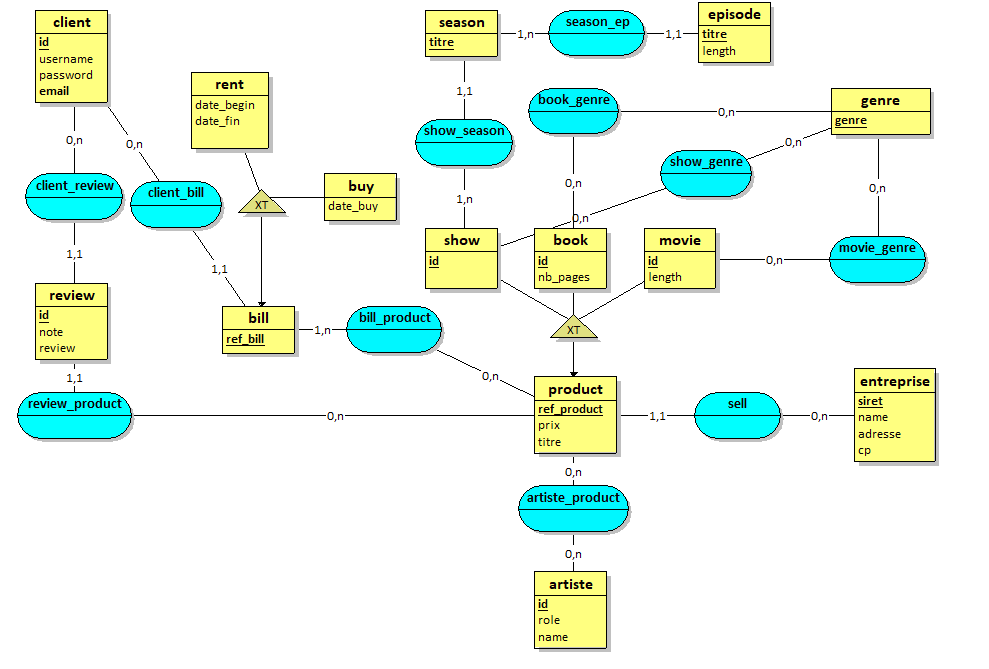 client
id
username
password
email
season
titre
1,n
season_ep
1,1
episode
titre
length
rent
date_begin
date_fin
1,1
book_genre
0,n
genre
genre
0,n
0,n
show_season
show_genre
0,n
client_review
client_bill
XT
buy
date_buy
0,n
0,n
1,n
0,n
show
id
book
id
nb_pages
movie
id
length
0,n
movie_genre
1,1
1,1
review
id
note
review
bill
ref_bill
1,n
bill_product
XT
1,1
0,n
review_product
0,n
product
ref_product
prix
titre
1,1
sell
0,n
entreprise
siret
name
adresse
cp
0,n
artiste_product
0,n
artiste
id
role
name